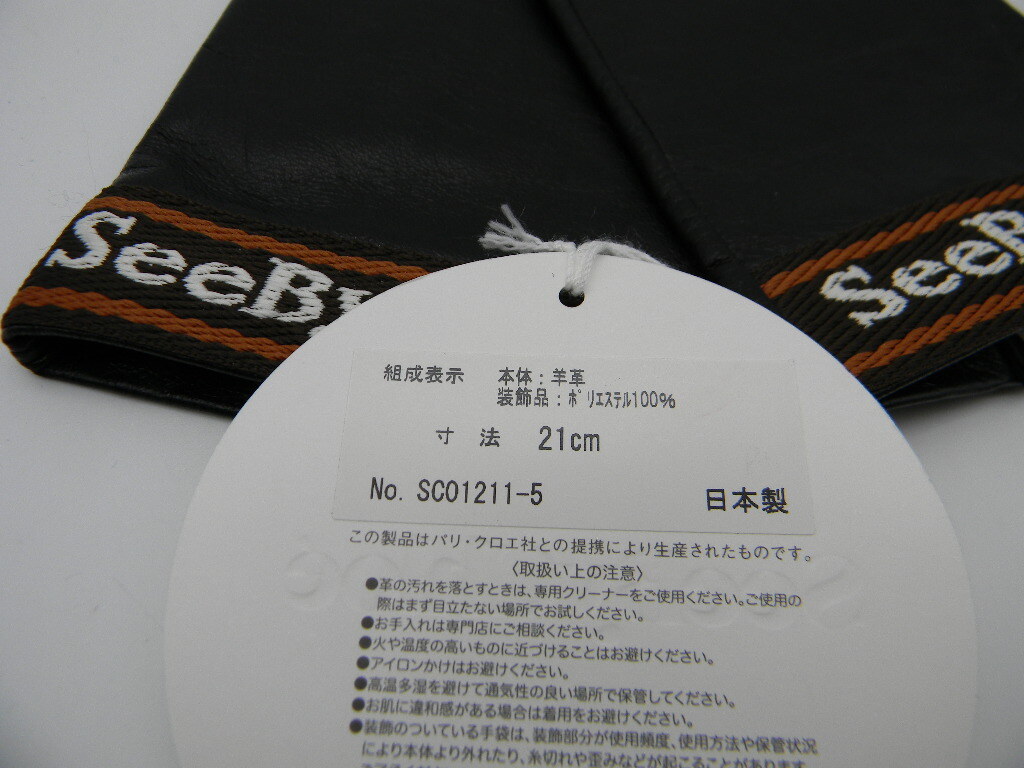 SeeBy
SeeB
組成表示 本体:羊革
装飾品:ポリエステル100%
寸法 21cm
No. SC01211-5 日本製
この製品はパリ・クロエ社との提携により生産されたものです。
〈取扱い上の注意〉
●革の汚れを落とすときは、専用クリーナーをご使用ください。ご使用の
際はまず目立たない場所でお試しください。
●お手入れは専門店にご相談ください。
●火や温度の高いものに近づけることはお避けください。
●アイロンかけはお避けください。
●高温多湿を避けて通気性の良い場所で保管してください。
●お肌に違和感がある場合は着用をお避けください。
●装飾のついている手袋は、装飾部分が使用頻度、使用方法や保管状況
により本体より外れたり、糸切れや歪みなどが起こることがあります。